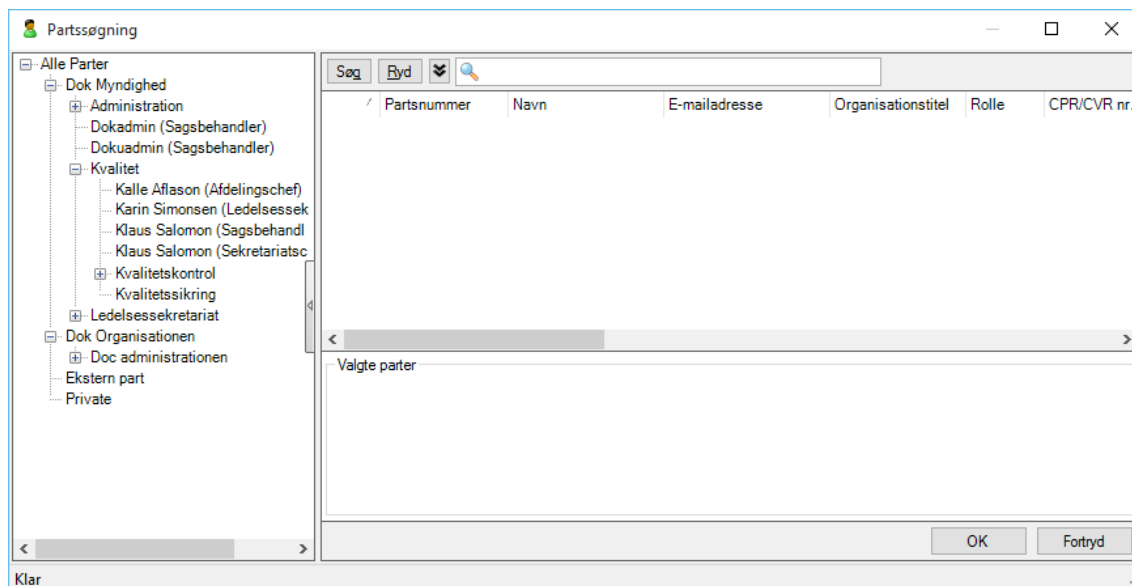 Partssøgning
Alle Parter
Dok Myndighed
Administration
Dokadmin (Sagsbehandler)
Dokuadmin (Sagsbehandler)
Kvalitet
Kalle Aflason (Afdelingschef)
Karin Simonsen (Ledelsessek
Klaus Salomon (Sagsbehandl
Klaus Salomon (Sekretariatsc
Kvalitetskontrol
Kvalitetssikring
Ledelsessekretariat
Dok Organisationen
Doc administrationen
Ekstern part
Private
Søg Ryd
Partsnummer Navn E-mailadresse Organisationstitel Rolle CPR/CVR nr.
Valgte parter
OK Fortryd
Klar